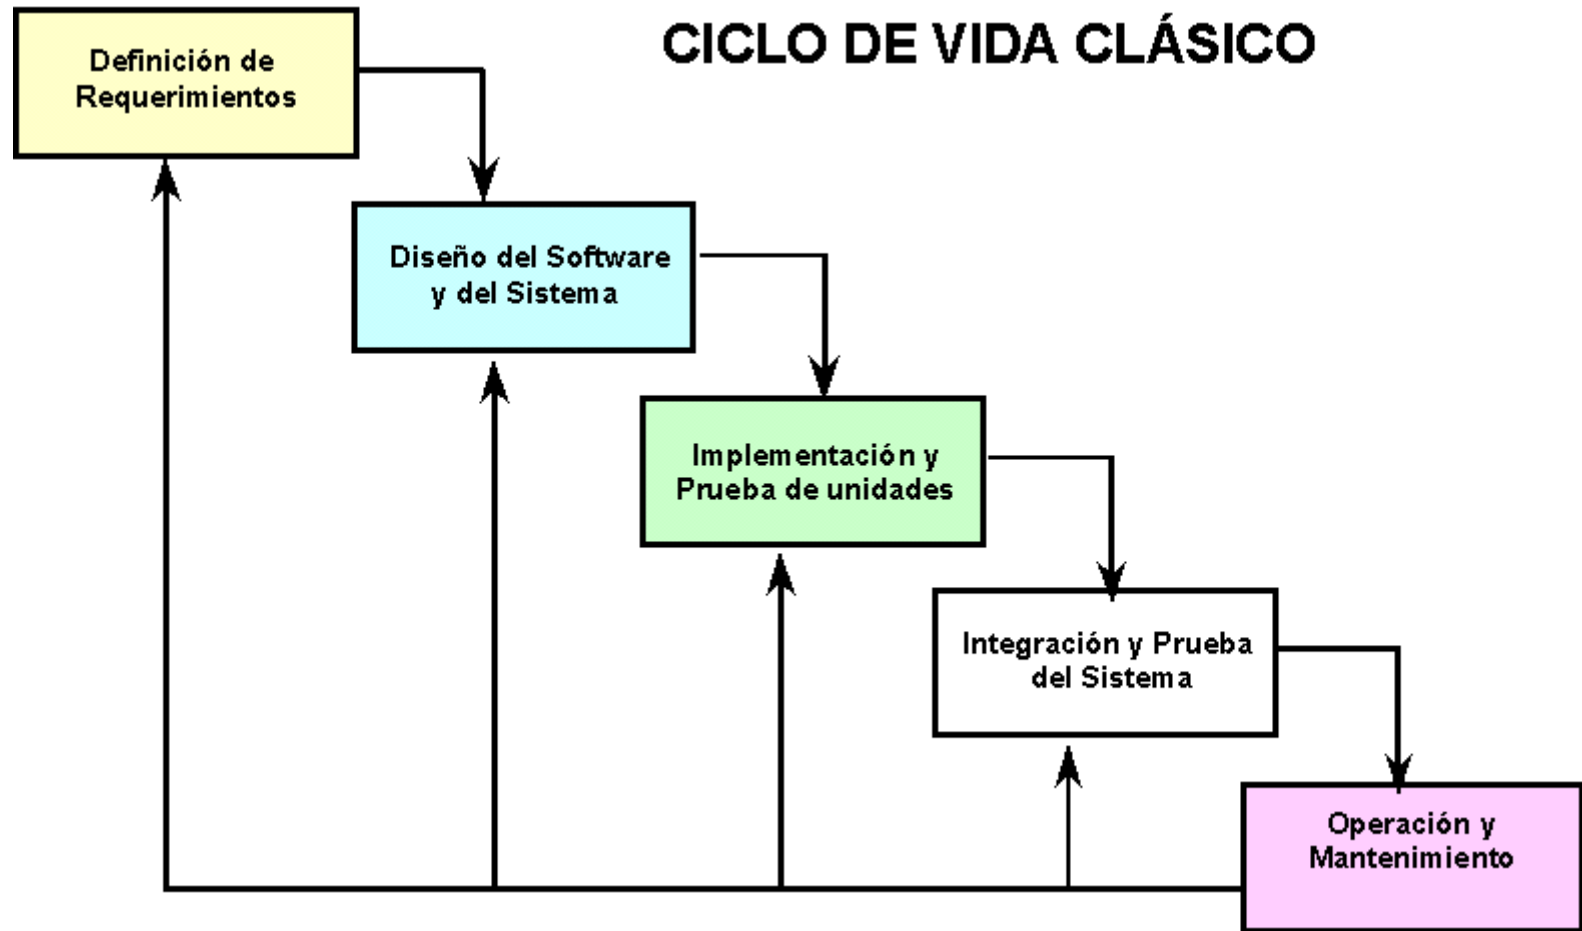 CICLO DE VIDA CLÁSICO
Definición de
Requerimientos
Diseño del Software
y del Sistema
Implementación y
Prueba de unidades
Integración y Prueba
del Sistema
Operación y
Mantenimiento